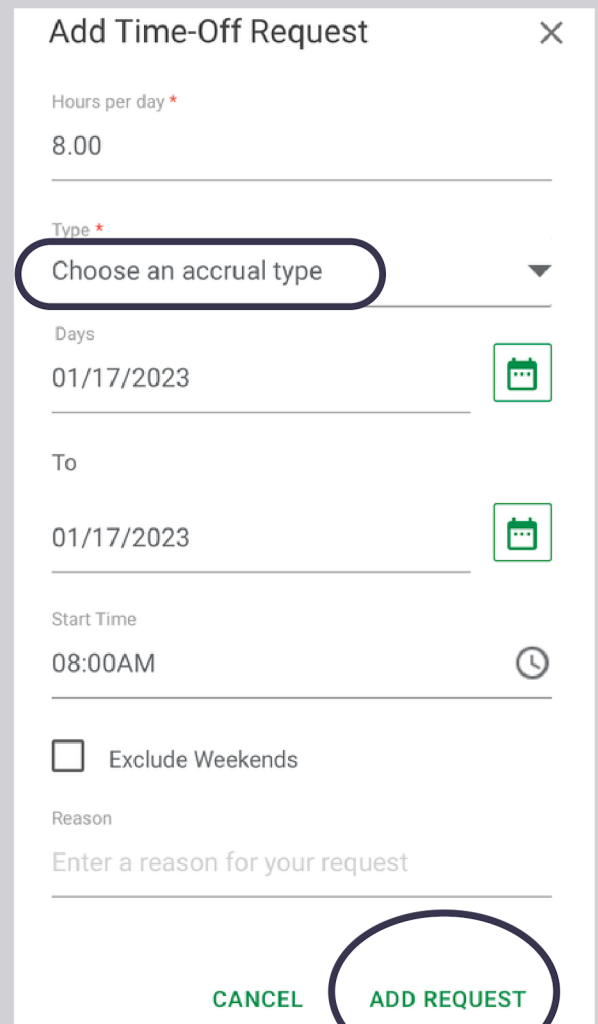 Add Time-Off Request
Hours per day *
8.00
Type *
Choose an accrual type
Days
01/17/2023
To
01/17/2023
Start Time
08:00AM
Exclude Weekends
Reason
Enter a reason for your request
CANCEL ADD REQUEST